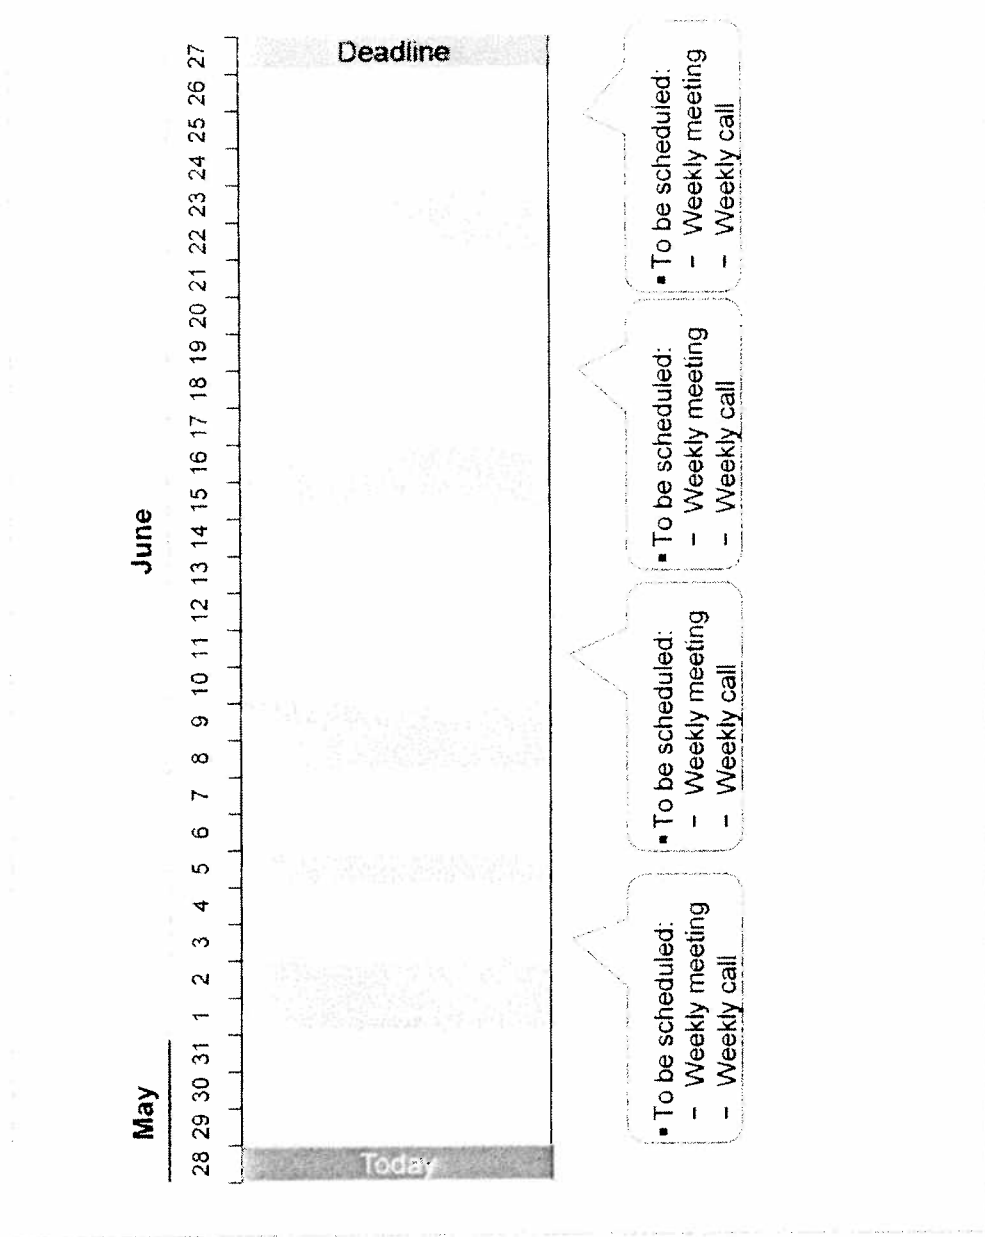 May
June
28 29 30 31 1 2 3 4 5 6 7 8 9 10 11 12 13 14 15 16 17 18 19 20 21 22 23 24 25 26 27
Today
Deadline
▪ To be scheduled:
– Weekly meeting
– Weekly call
▪ To be scheduled:
– Weekly meeting
– Weekly call
▪ To be scheduled:
– Weekly meeting
– Weekly call
▪ To be scheduled:
– Weekly meeting
– Weekly call